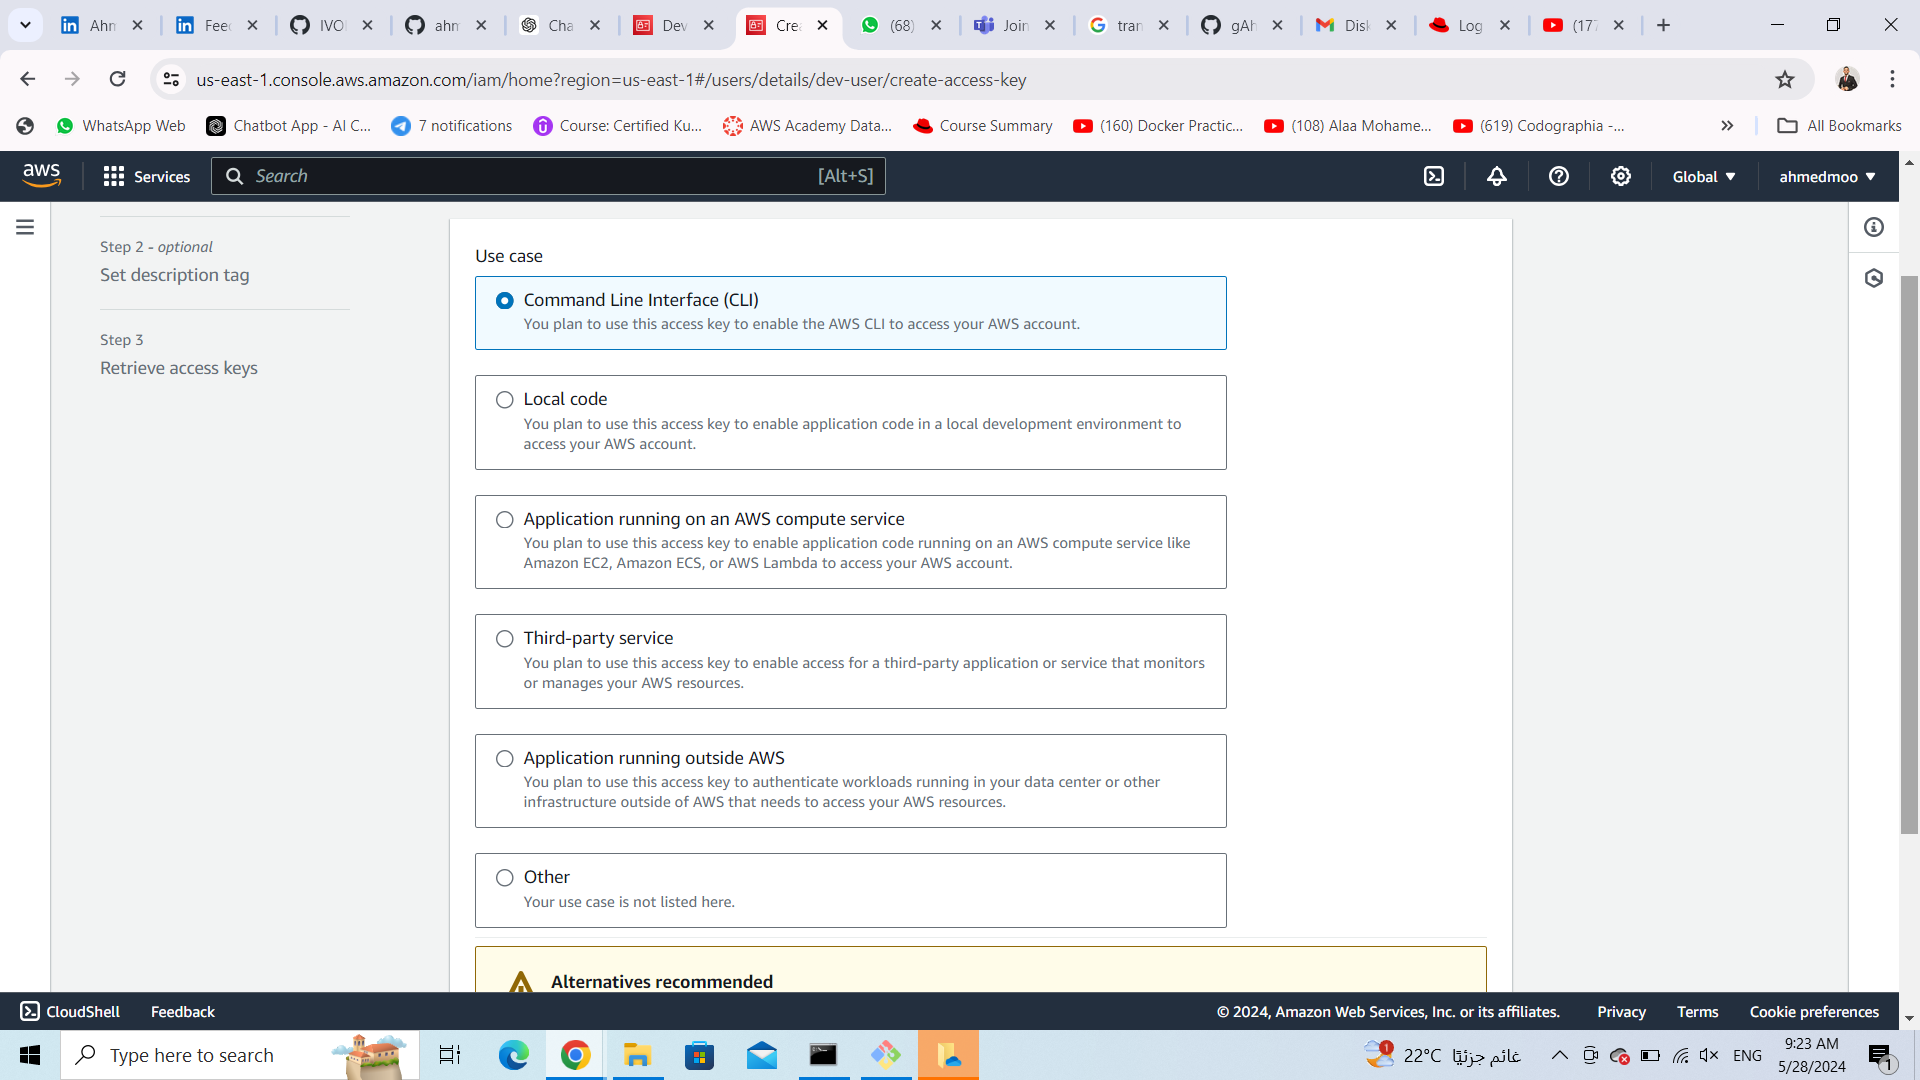 Ahm
Feed
IVOI
ahm
Cha
Dev
Crea
(68)
Join
tran
gAh
Disk
Log
(177
us-east-1.console.aws.amazon.com/iam/home?region=us-east-1#/users/details/dev-user/create-access-key
WhatsApp Web
Chatbot App - AI C...
7 notifications
Course: Certified Ku...
AWS Academy Data...
Course Summary
(160) Docker Practic...
(108) Alaa Mohame...
(619) Codographia -...
All Bookmarks
aws
Services
Search
[Alt+S]
Global
ahmedmoo
Step 2 - optional
Set description tag
Step 3
Retrieve access keys
Use case
Command Line Interface (CLI)
You plan to use this access key to enable the AWS CLI to access your AWS account.
Local code
You plan to use this access key to enable application code in a local development environment to
access your AWS account.
Application running on an AWS compute service
You plan to use this access key to enable application code running on an AWS compute service like
Amazon EC2, Amazon ECS, or AWS Lambda to access your AWS account.
Third-party service
You plan to use this access key to enable access for a third-party application or service that monitors
or manages your AWS resources.
Application running outside AWS
You plan to use this access key to authenticate workloads running in your data center or other
infrastructure outside of AWS that needs to access your AWS resources.
Other
Your use case is not listed here.
Alternatives recommended
CloudShell
Feedback
© 2024, Amazon Web Services, Inc. or its affiliates.
Privacy
Terms
Cookie preferences
Type here to search
1
22°C غائم جزئيًا
ENG
9:23 AM
5/28/2024
1